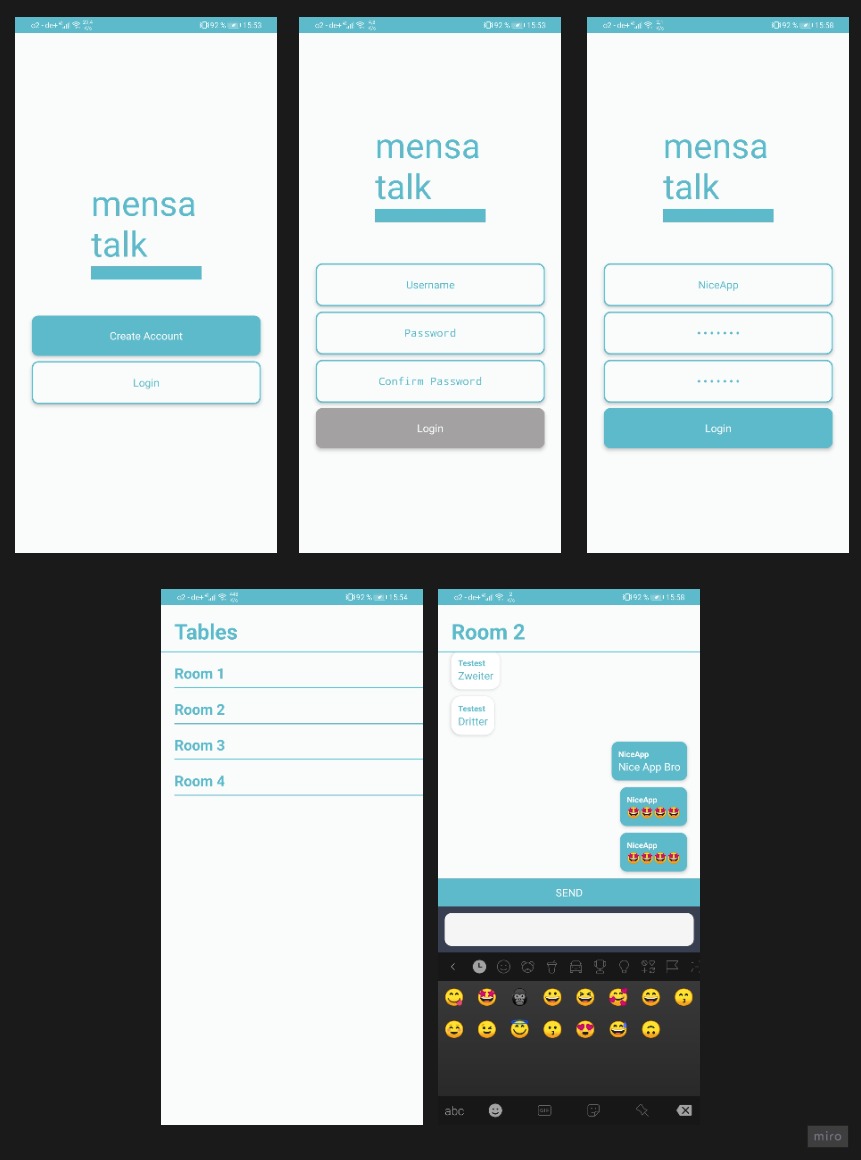 o2 - de+
92 %
15:53
mensa
talk
Create Account
Login
o2 - de+
92 %
15:53
mensa
talk
Username
Password
Confirm Password
Login
o2 - de+
92 %
15:58
mensa
talk
NiceApp
•••••••
•••••••
Login
o2 - de+
92 %
15:54
Tables
Room 1
Room 2
Room 3
Room 4
o2 - de+
92 %
15:58
Room 2
Testest
Zweiter
Testest
Dritter
NiceApp
Nice App Bro
NiceApp
🤩🤩🤩🤩
NiceApp
🤩🤩🤩🤩
SEND
abc
GIF
miro